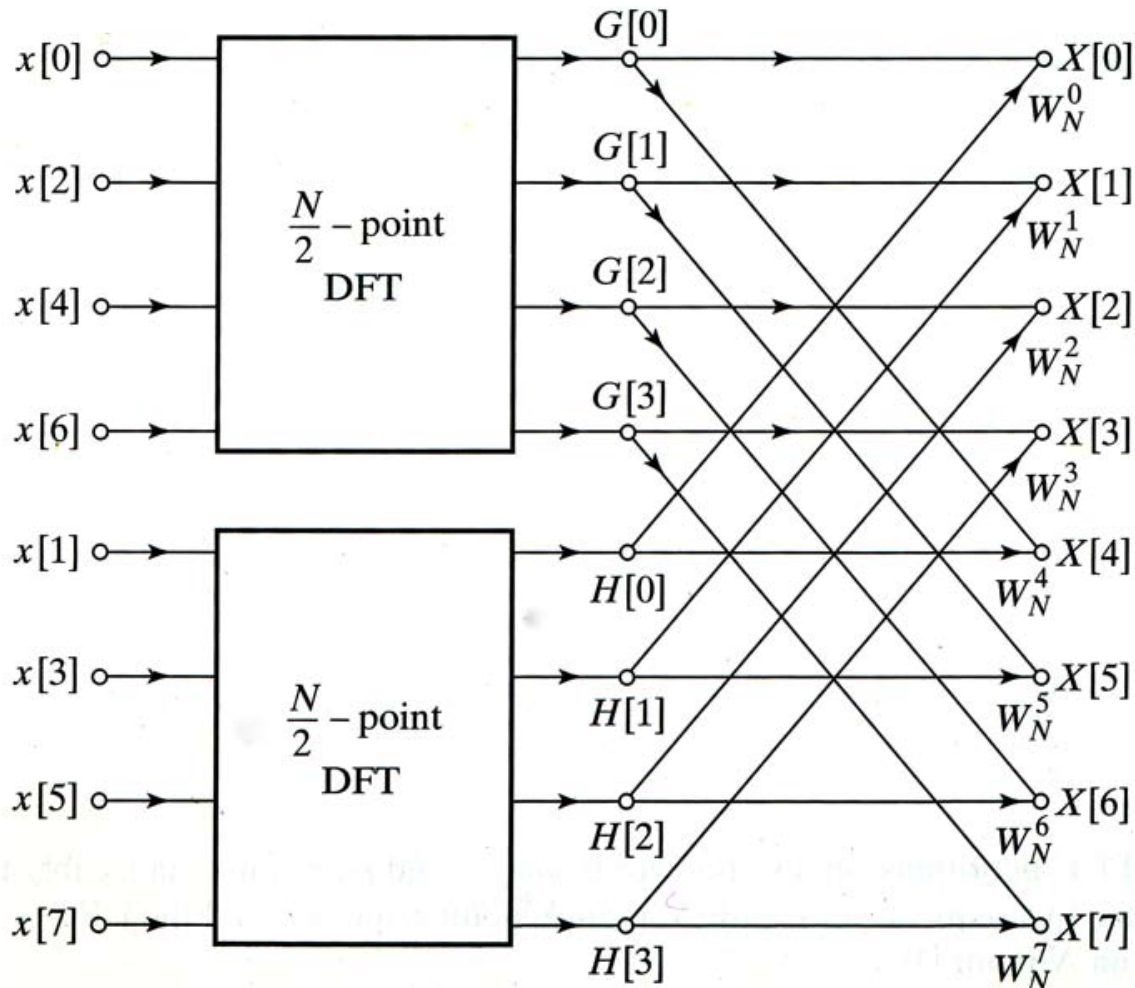 G[0]
x[0] X[0]
W_N^0
G[1]
x[2] X[1]
W_N^1
N/2 – point
DFT
G[2]
x[4] X[2]
W_N^2
G[3]
x[6] X[3]
W_N^3
x[1] X[4]
H[0] W_N^4
x[3] X[5]
N/2 – point
DFT
H[1] W_N^5
x[5] X[6]
H[2] W_N^6
x[7] X[7]
H[3] W_N^7